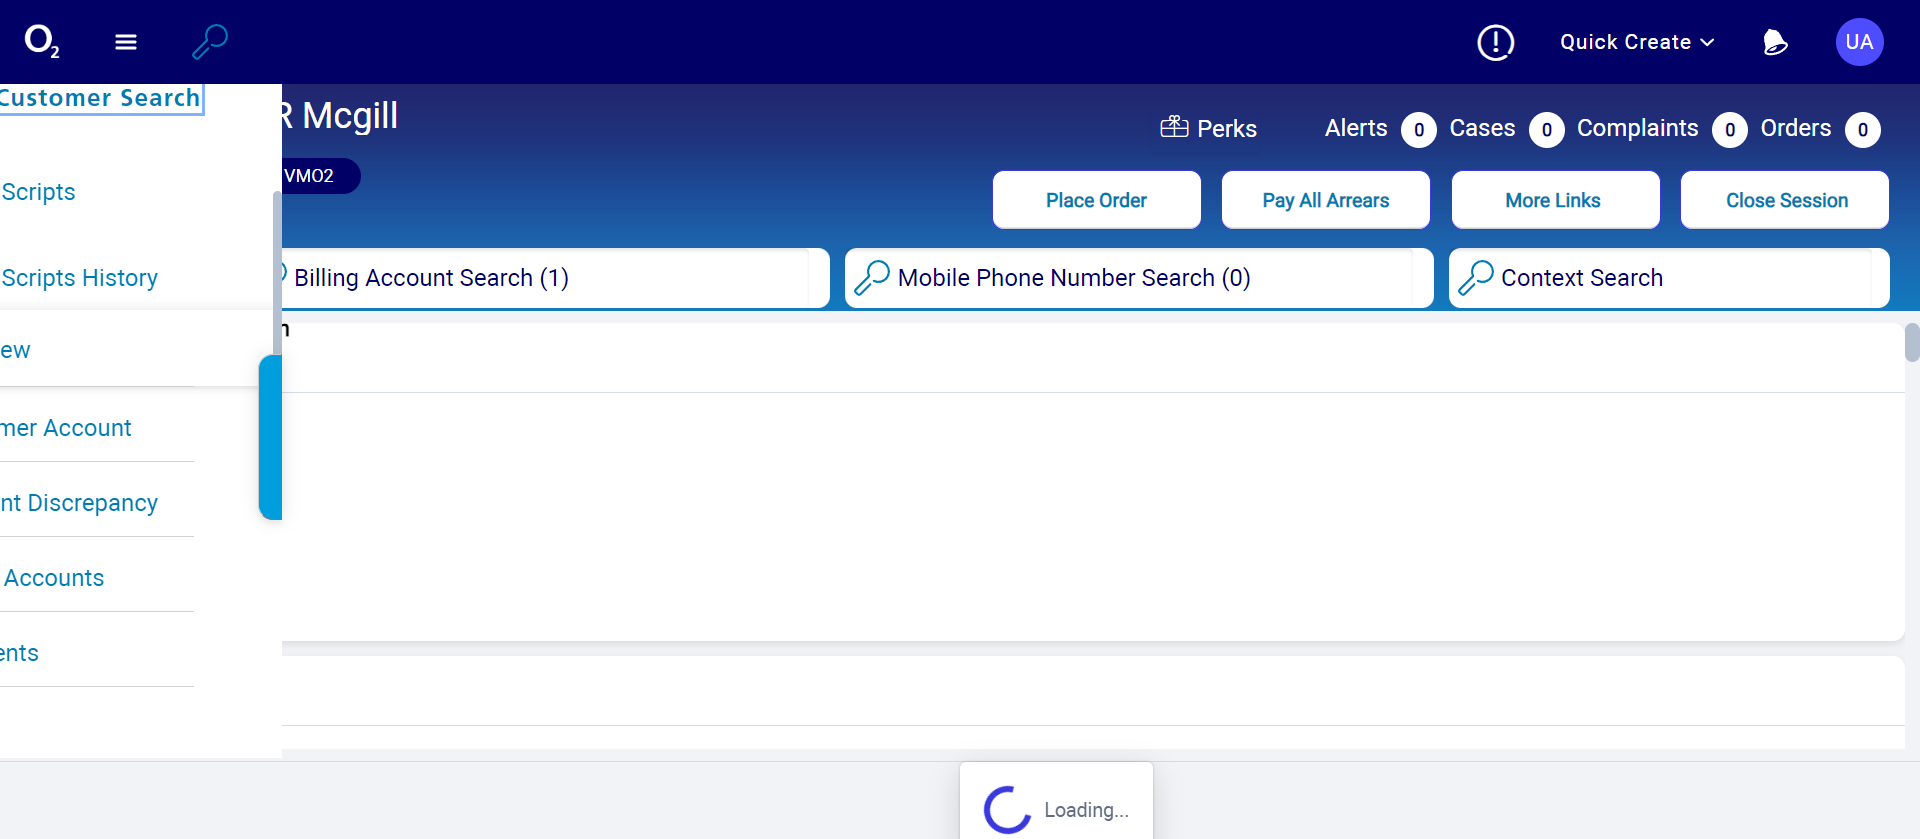 O2
Quick Create
UA
Customer Search
R Mcgill
Perks
Alerts 0 Cases 0 Complaints 0 Orders 0
VMO2
Scripts
Place Order
Pay All Arrears
More Links
Close Session
Scripts History
Billing Account Search (1)
Mobile Phone Number Search (0)
Context Search
ew
mer Account
nt Discrepancy
Accounts
ents
Loading...